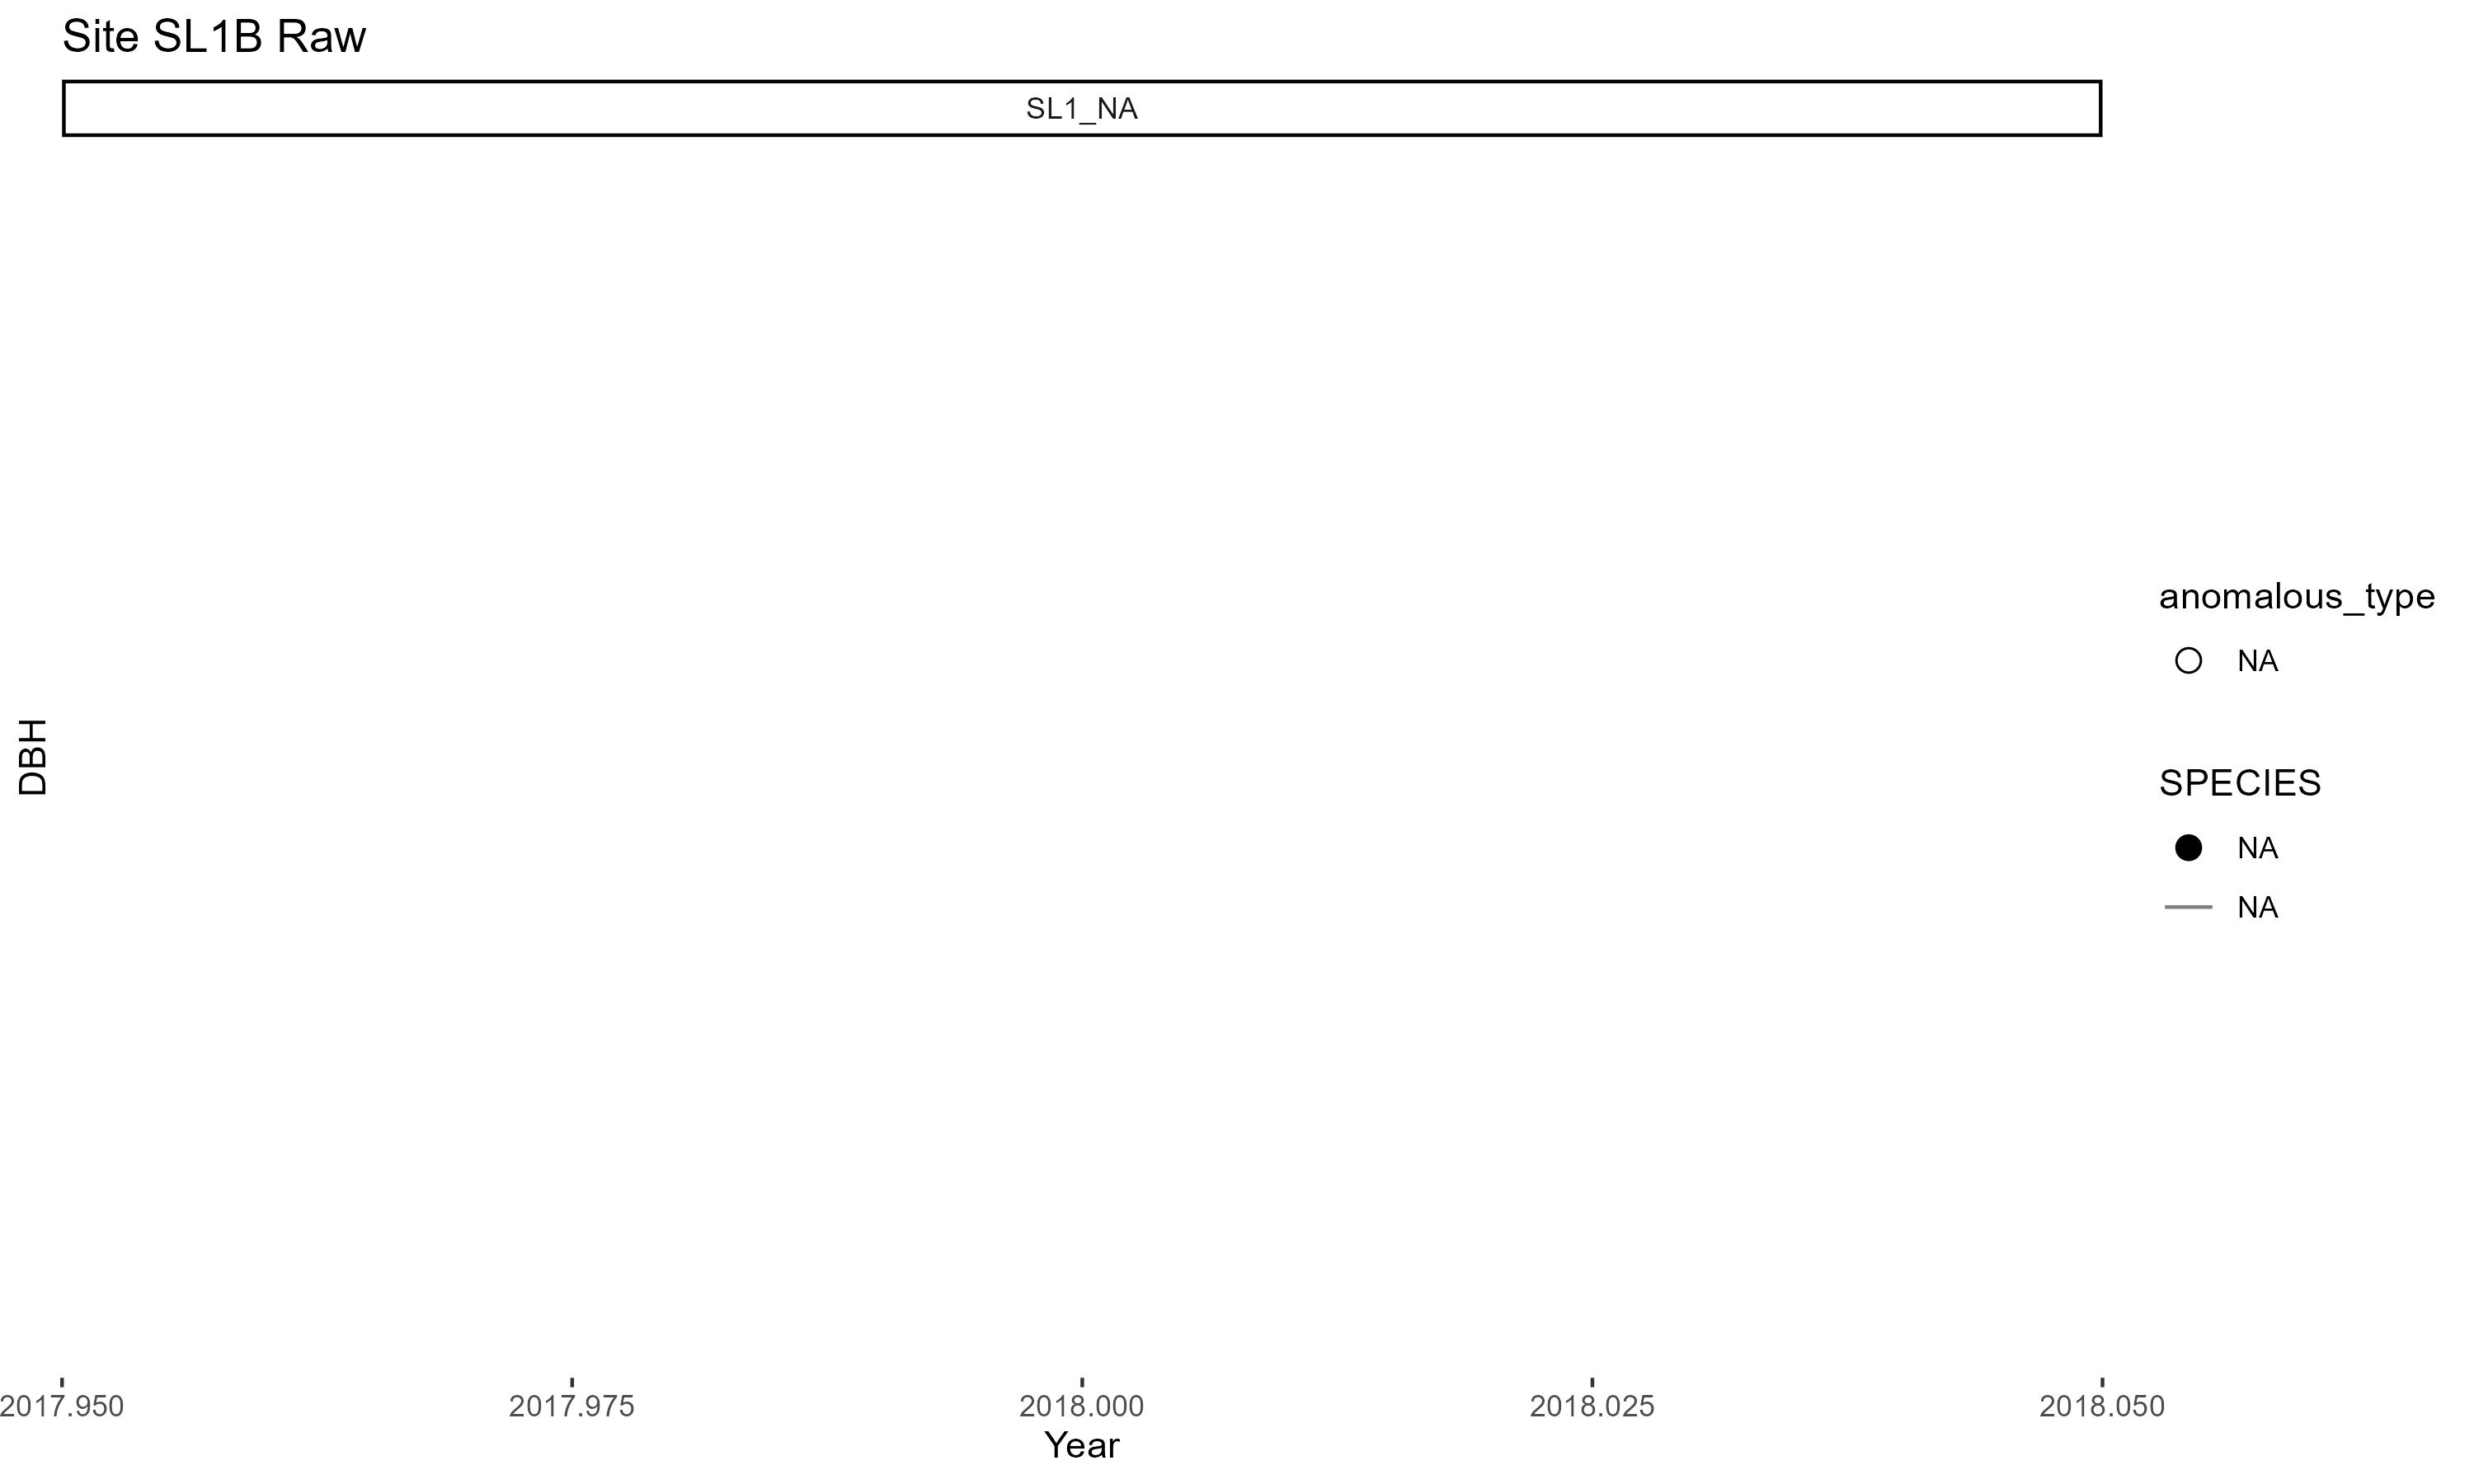 Site SL1B Raw
SL1_NA
DBH
anomalous_type
NA
SPECIES
NA
NA
2017.950 2017.975 2018.000 2018.025 2018.050
Year